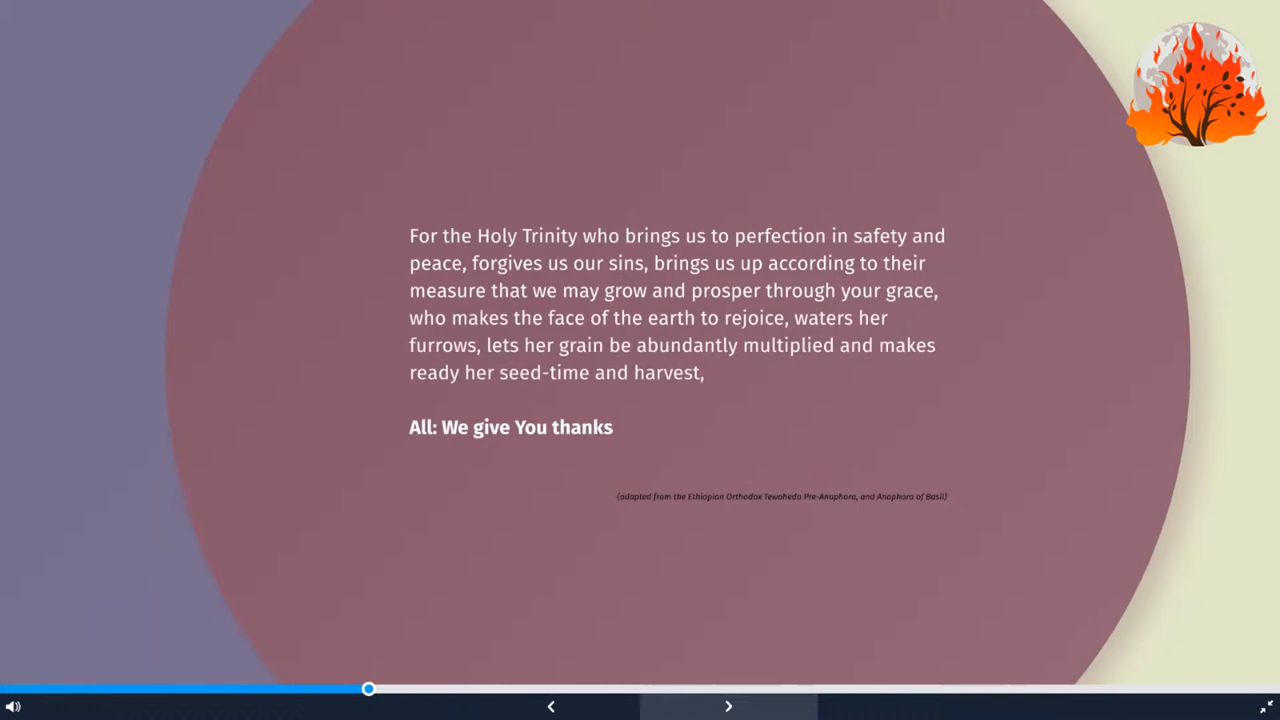 For the Holy Trinity who brings us to perfection in safety and
peace, forgives us our sins, brings us up according to their
measure that we may grow and prosper through your grace,
who makes the face of the earth to rejoice, waters her
furrows, lets her grain be abundantly multiplied and makes
ready her seed-time and harvest,
All: We give You thanks
(adapted from the Ethiopian Orthodox Tewahedo Pre-Anaphora, and Anaphora of Basil)